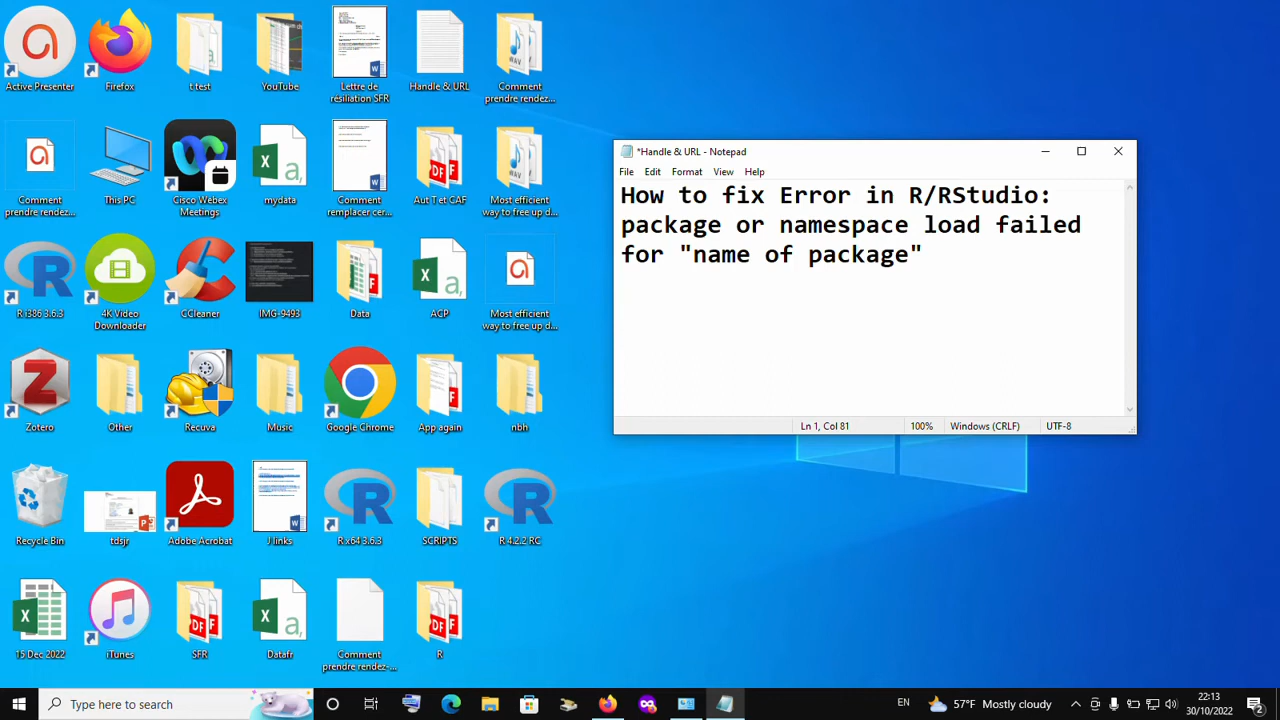 Active Presenter
Firefox
t test
YouTube
Lettre de
résiliation SFR
Handle & URL
Comment
prendre rendez...
Comment
prendre rendez...
This PC
Cisco Webex
Meetings
mydata
Comment
remplacer cer...
Aut T et CAF
Most efficient
way to free up d...
R i386 3.6.3
4K Video
Downloader
CCleaner
IMG-9493
Data
ACP
Most efficient
way to free up d...
Zotero
Other
Recuva
Music
Google Chrome
App again
nbh
Recycle Bin
tdsjr
Adobe Acrobat
J links
R x64 3.6.3
SCRIPTS
R 4.2.2 RC
15 Dec 2022
iTunes
SFR
Datafr
Comment
prendre rendez-...
R
*Handle & URL - Notepad
File Edit Format View Help
How to fix Error in R/RStudio:
package or namespace load failed
for "name of package"
Ln 1, Col 81 100% Windows (CRLF) UTF-8
Type here to search
EN
57°F Mostly cloudy
22:13
30/10/2022
2